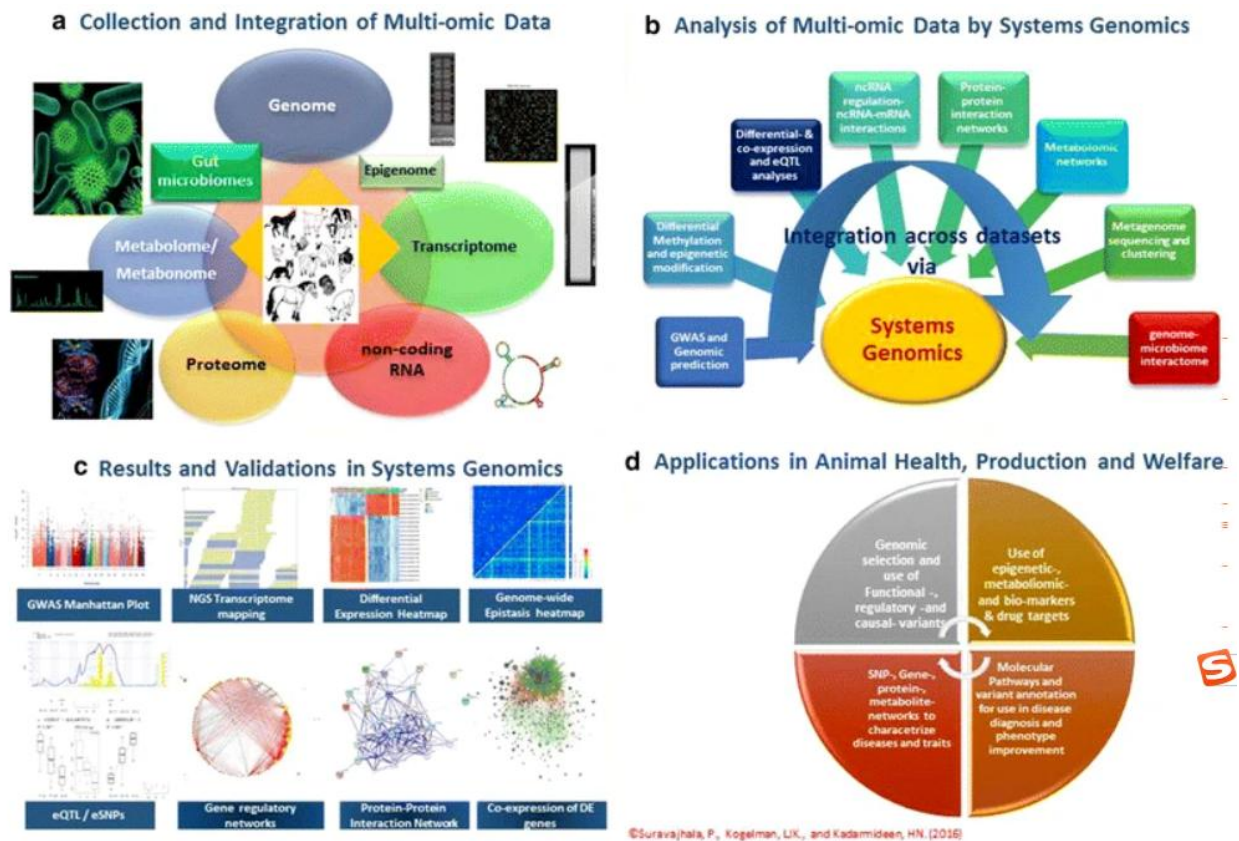 a Collection and Integration of Multi-omic Data
Genome
Gut
microbiomes
Epigenome
Metabolome/
Metabonome
Transcriptome
Proteome
non-coding
RNA
b Analysis of Multi-omic Data by Systems Genomics
ncRNA
regulation-
ncRNA-mRNA
interactions
Protein-
protein
interaction
networks
Differential- &
co-expression
and eQTL
analyses
Metabolomic
networks
Differential
Methylation
and epigenetic
modification
Metagenome
sequencing and
clustering
Integration across datasets
via
GWAS and
Genomic
prediction
Systems
Genomics
genome-
microbiome
interactome
c Results and Validations in Systems Genomics
GWAS Manhattan Plot
NGS Transcriptome
mapping
Differential
Expression Heatmap
Genome-wide
Epistasis heatmap
eQTL / eSNPs
Gene regulatory
networks
Protein-Protein
Interaction Network
Co-expression of DE
genes
d Applications in Animal Health, Production and Welfare
Genomic
selection and
use of
Functional -,
regulatory -and
causal- variants
Use of
epigenetic-,
metaboliomic-
and bio-markers
& drug targets
SNP-, Gene-,
protein-,
metabolite-
networks to
characetrize
diseases and traits
Molecular
Pathways and
variant annotation
for use in disease
diagnosis and
phenotype
improvement
©Suravajhala, P., Kogelman, LJK., and Kadarmideen, HN. (2016)
S